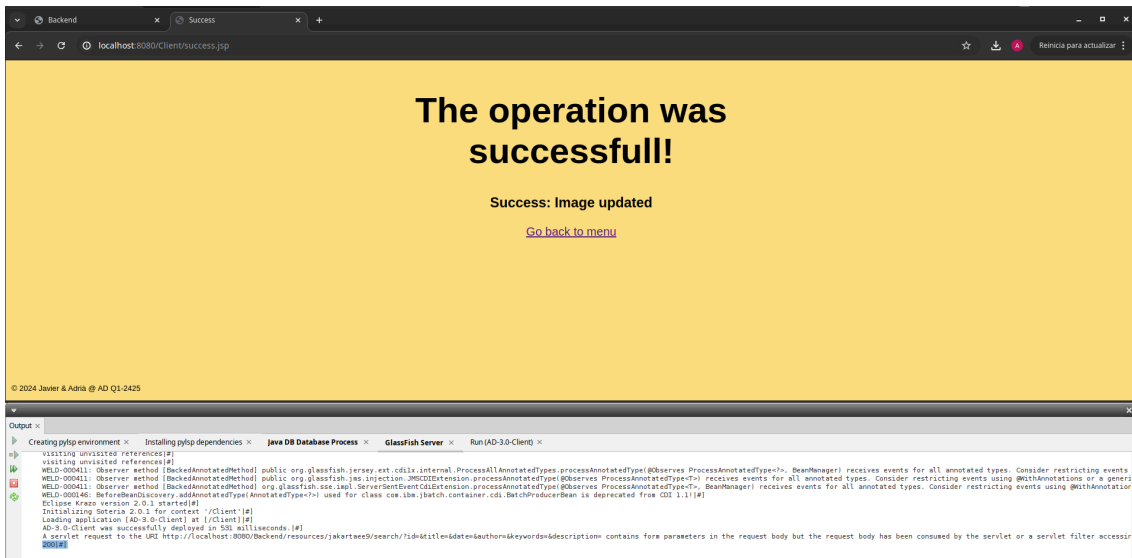 Backend
Success
localhost:8080/Client/success.jsp
A
Reinicia para actualizar
The operation was
successfull!
Success: Image updated
Go back to menu
© 2024 Javier & Adrià @ AD Q1-2425
Output
Creating pylsp environment
Installing pylsp dependencies
Java DB Database Process
GlassFish Server
Run (AD-3.0-Client)
visiting unvisited references|#]
visiting unvisited references|#]
WELD-000411: Observer method [BackedAnnotatedMethod] public org.glassfish.jersey.ext.cdi1x.internal.ProcessAllAnnotatedTypes.processAnnotatedType(@Observes ProcessAnnotatedType<?>, BeanManager) receives events for all annotated types. Consider restricting events
WELD-000411: Observer method [BackedAnnotatedMethod] public org.glassfish.jms.injection.JMSCDIExtension.processAnnotatedType(@Observes ProcessAnnotatedType<T>) receives events for all annotated types. Consider restricting events using @WithAnnotations or a generi
WELD-000411: Observer method [BackedAnnotatedMethod] org.glassfish.sse.impl.ServerSentEventCdiExtension.processAnnotatedType(@Observes ProcessAnnotatedType<T>, BeanManager) receives events for all annotated types. Consider restricting events using @WithAnnotation
WELD-000146: BeforeBeanDiscovery.addAnnotatedType(AnnotatedType<?>) used for class com.ibm.jbatch.container.cdi.BatchProducerBean is deprecated from CDI 1.1!|#]
Eclipse Krazo version 2.0.1 started|#]
Initializing Soteria 2.0.1 for context '/Client'|#]
Loading application [AD-3.0-Client] at [/Client]|#]
AD-3.0-Client was successfully deployed in 531 milliseconds.|#]
A servlet request to the URI http://localhost:8080/Backend/resources/jakartaee9/search/?id=&title=&date=&author=&keywords=&description= contains form parameters in the request body but the request body has been consumed by the servlet or a servlet filter accessin
200|#]